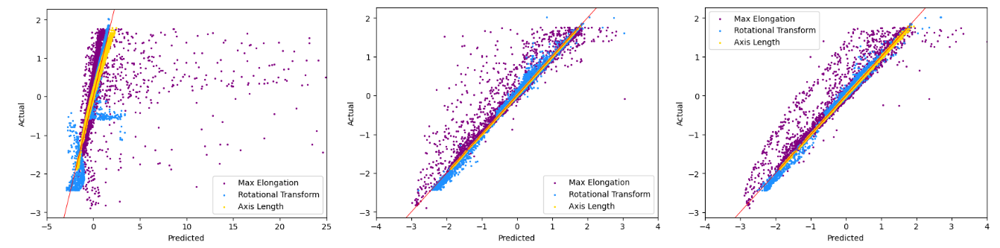 2
1
0
−1
−2
−3
Actual
−5
0
5
10
15
20
25
Predicted
Max Elongation
Rotational Transform
Axis Length
2
1
0
−1
−2
−3
Actual
−4
−3
−2
−1
0
1
2
3
4
Predicted
Max Elongation
Rotational Transform
Axis Length
2
1
0
−1
−2
−3
Actual
−4
−3
−2
−1
0
1
2
3
4
Predicted
Max Elongation
Rotational Transform
Axis Length